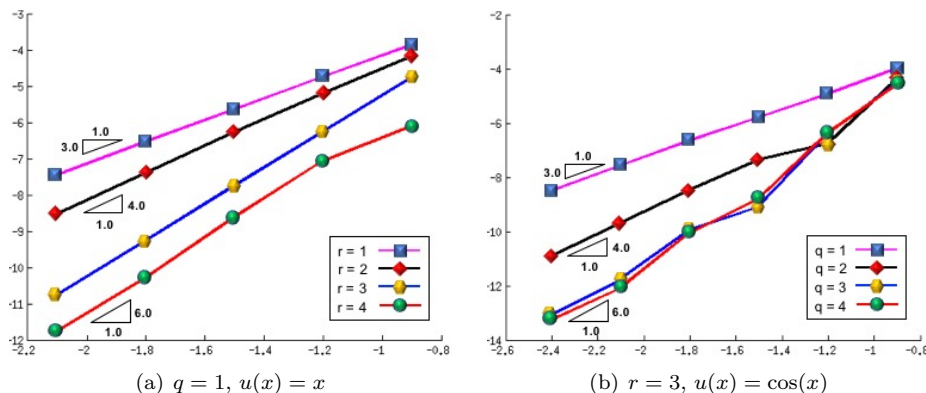 -3
-4
-5
-6
-7
-8
-9
-10
-11
-12
-2.2 -2 -1.8 -1.6 -1.4 -1.2 -1 -0.8
1.0
3.0
4.0
1.0
6.0
1.0
r = 1
r = 2
r = 3
r = 4
(a) q = 1, u(x) = x
-2
-4
-6
-8
-10
-12
-14
-2.6 -2.4 -2.2 -2 -1.8 -1.6 -1.4 -1.2 -1 -0.8
1.0
3.0
4.0
1.0
6.0
1.0
q = 1
q = 2
q = 3
q = 4
(b) r = 3, u(x) = cos(x)